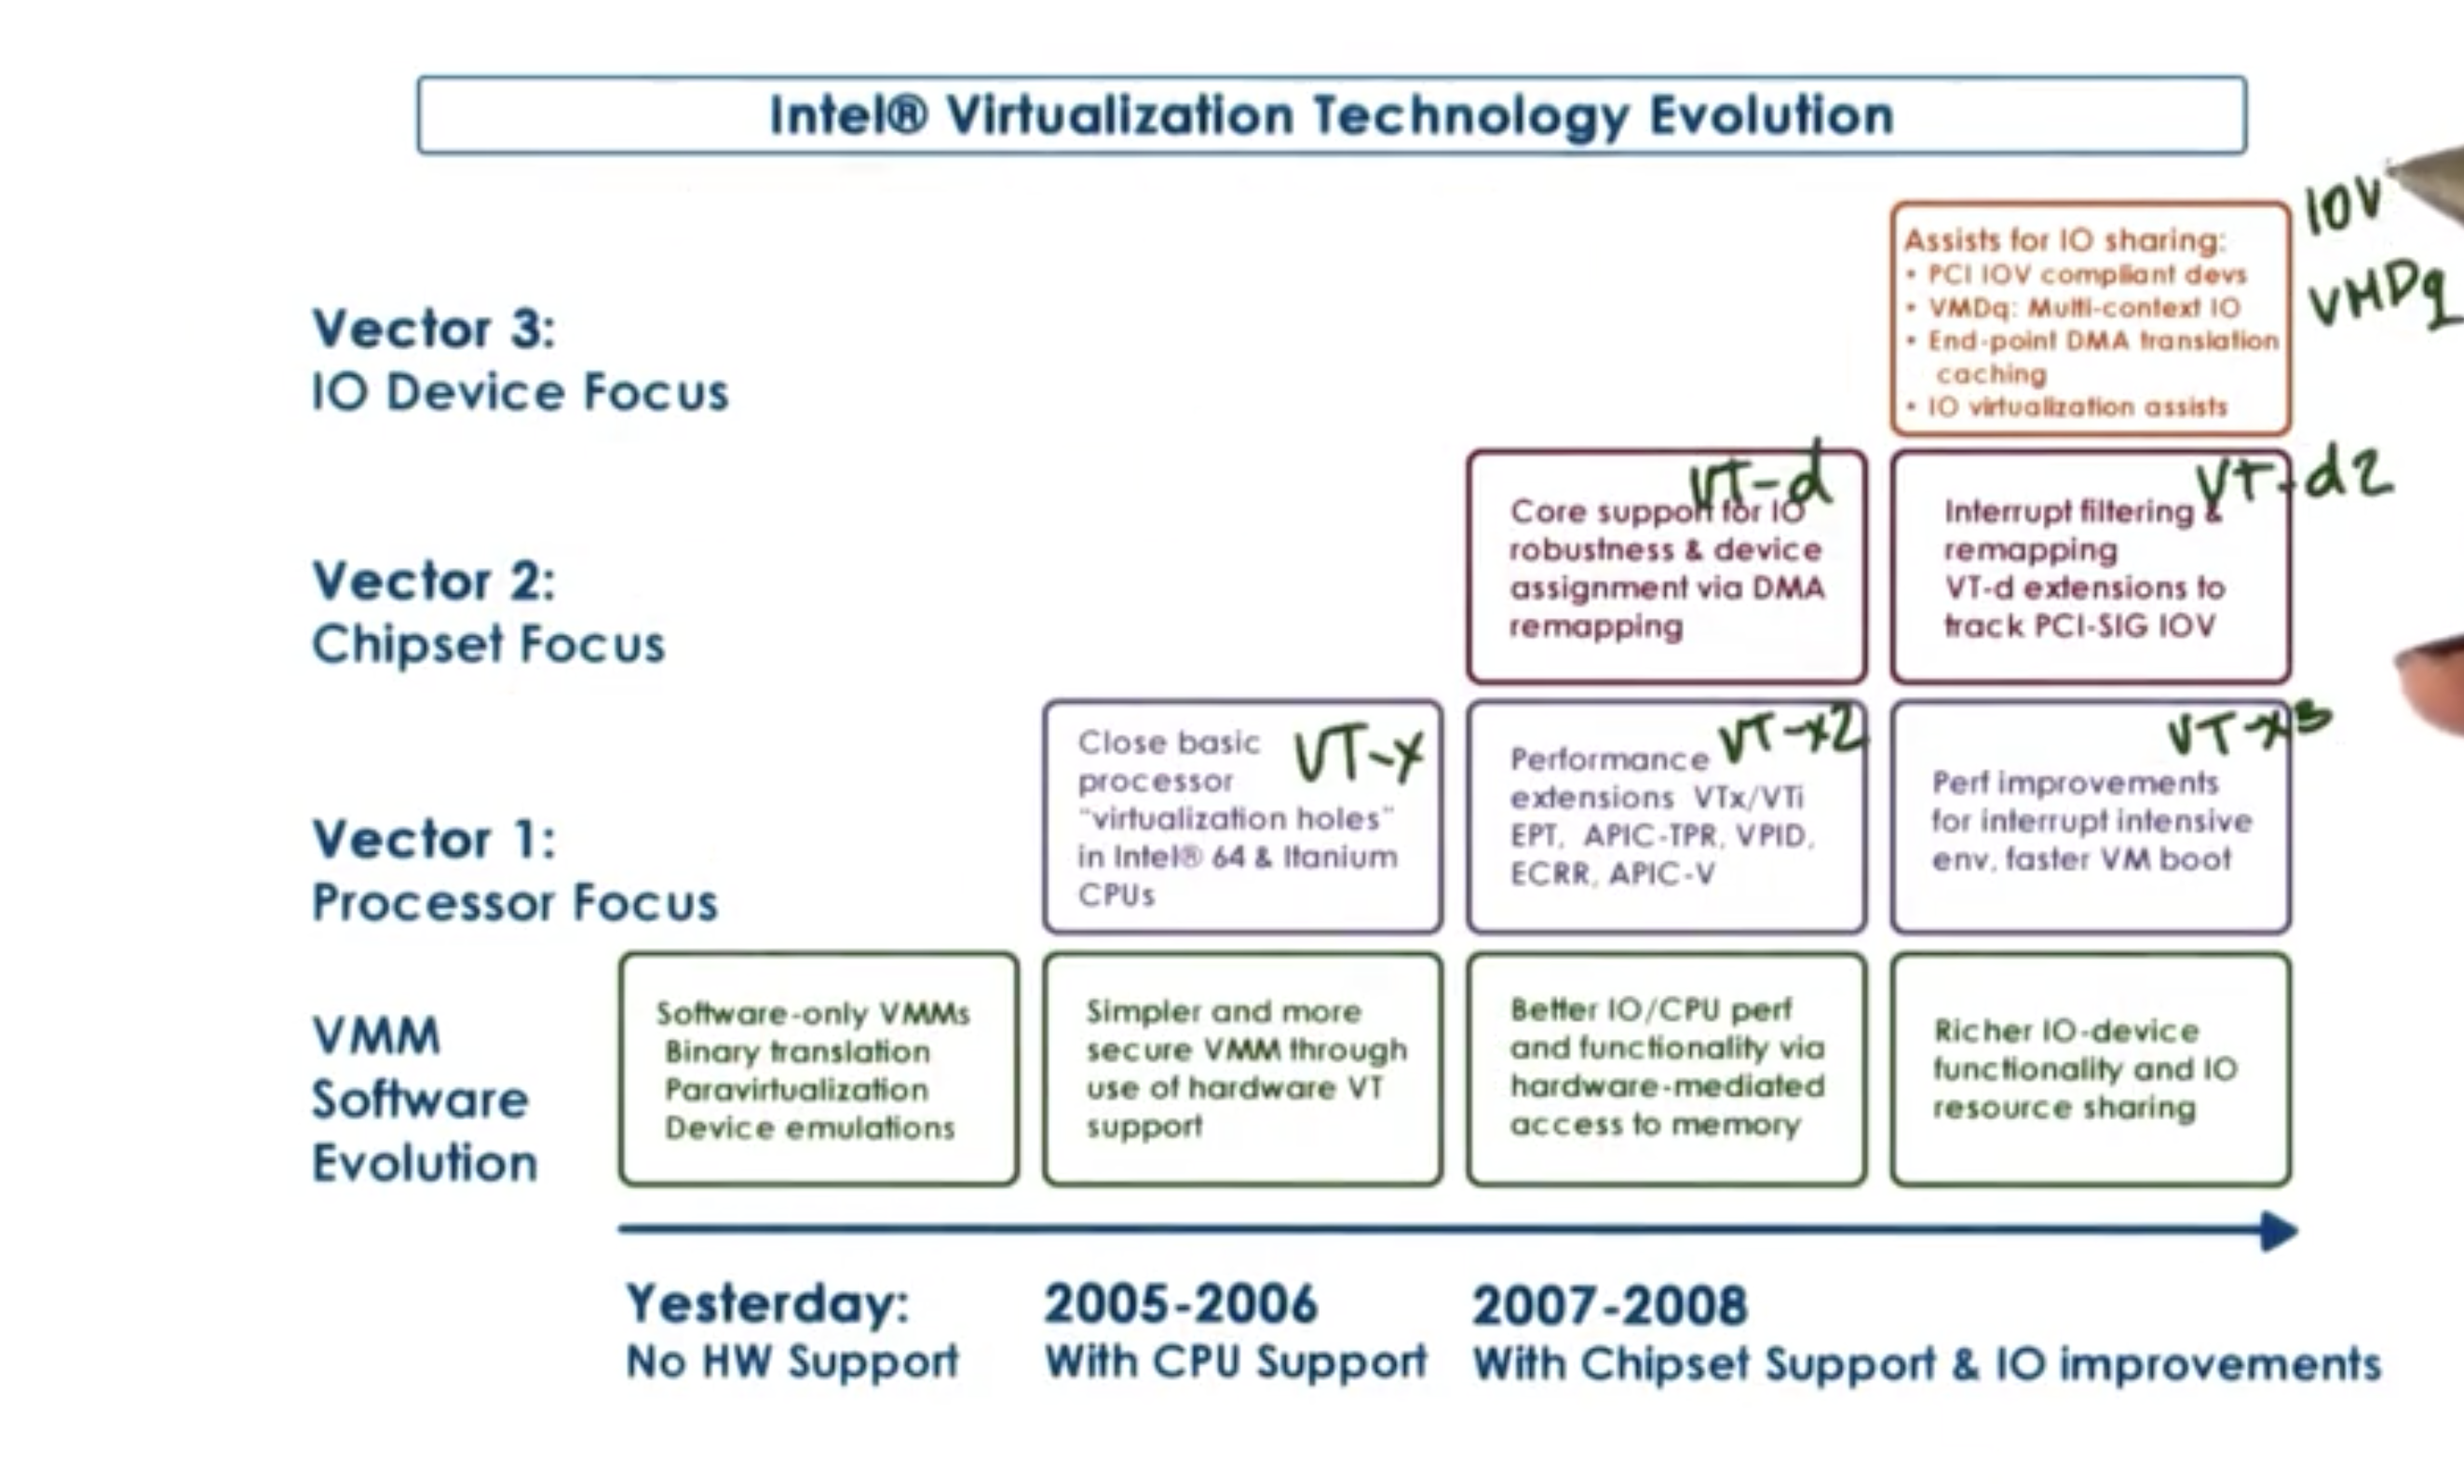 Intel® Virtualization Technology Evolution
IOV
VMDq
Vector 3:
IO Device Focus
Assists for IO sharing:
• PCI IOV compliant devs
• VMDq: Multi-context IO
• End-point DMA translation
caching
• IO virtualization assists
Vector 2:
Chipset Focus
VT-d
Core support for IO
robustness & device
assignment via DMA
remapping
VT-d2
Interrupt filtering &
remapping
VT-d extensions to
track PCI-SIG IOV
Vector 1:
Processor Focus
VT-x
Close basic
processor
"virtualization holes"
in Intel® 64 & Itanium
CPUs
VT-x2
Performance
extensions VTx/VTi
EPT, APIC-TPR, VPID,
ECRR, APIC-V
VT-x3
Perf improvements
for interrupt intensive
env, faster VM boot
VMM
Software
Evolution
Software-only VMMs
Binary translation
Paravirtualization
Device emulations
Simpler and more
secure VMM through
use of hardware VT
support
Better IO/CPU perf
and functionality via
hardware-mediated
access to memory
Richer IO-device
functionality and IO
resource sharing
Yesterday:
No HW Support
2005-2006
With CPU Support
2007-2008
With Chipset Support & IO improvements